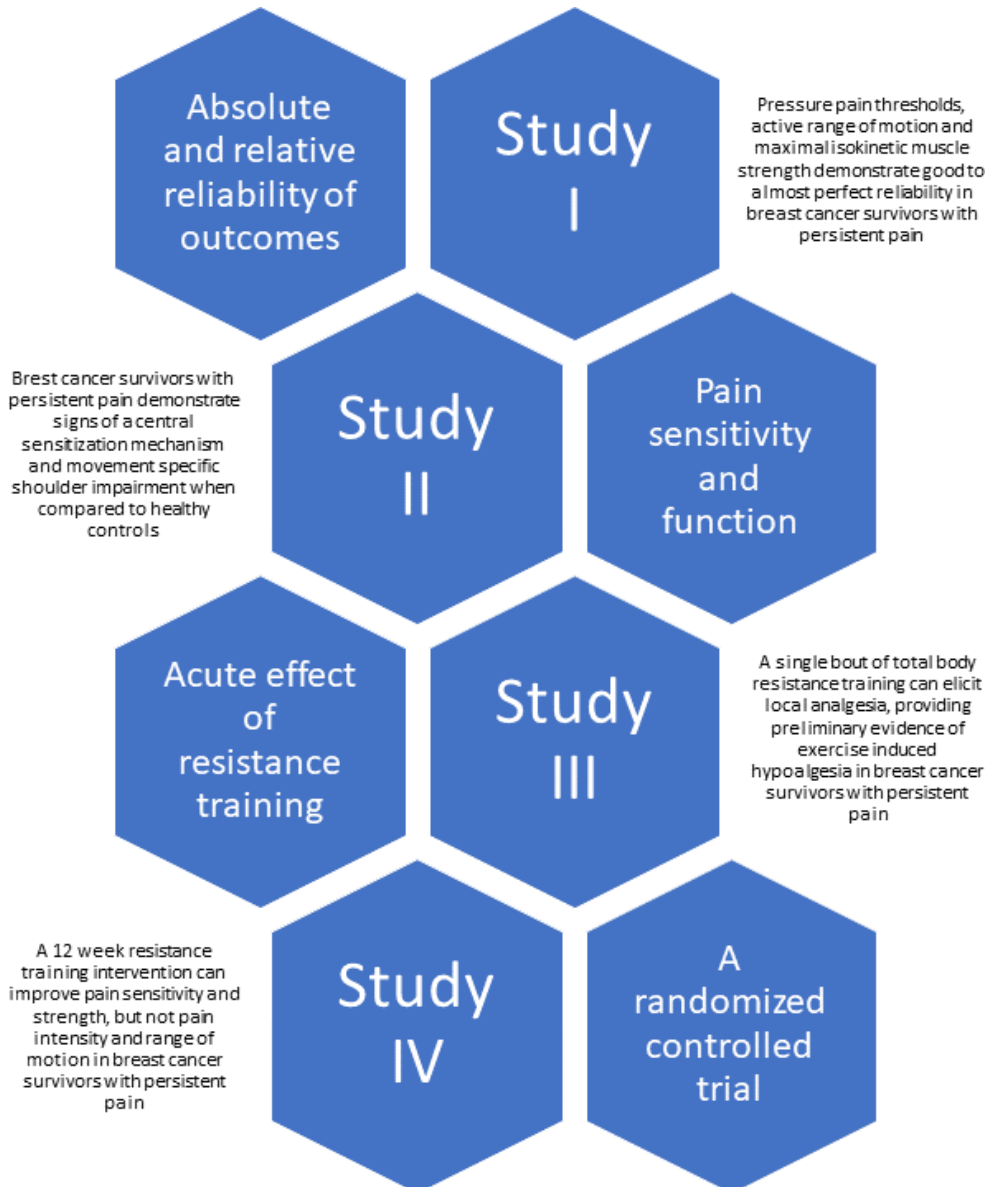 Absolute
and relative
reliability of
outcomes
Study
I
Pressure pain thresholds,
active range of motion and
maximal isokinetic muscle
strength demonstrate good to
almost perfect reliability in
breast cancer survivors with
persistent pain
Brest cancer survivors with
persistent pain demonstrate
signs of a central
sensitization mechanism
and movement specific
shoulder impairment when
compared to healthy
controls
Study
II
Pain
sensitivity
and
function
Acute effect
of
resistance
training
Study
III
A single bout of total body
resistance training can elicit
local analgesia, providing
preliminary evidence of
exercise induced
hypoalgesia in breast cancer
survivors with persistent
pain
A 12 week resistance
training intervention can
improve pain sensitivity and
strength, but not pain
intensity and range of
motion in breast cancer
survivors with persistent
pain
Study
IV
A
randomized
controlled
trial